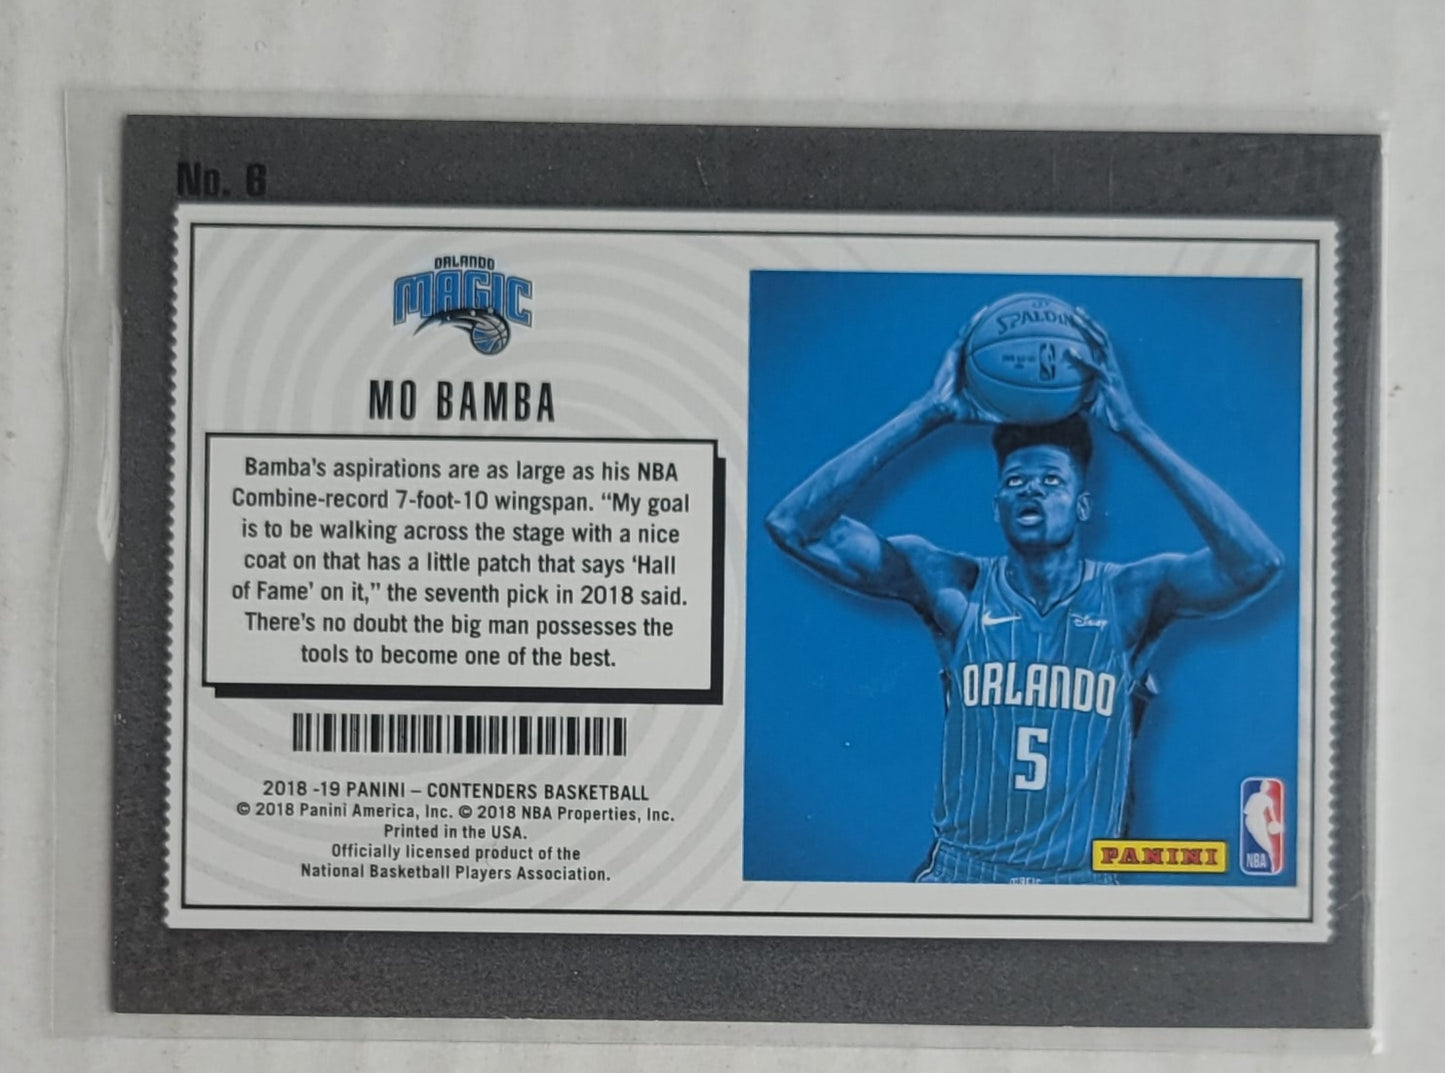 No. 6
ORLANDO
MAGIC
MO BAMBA
Bamba's aspirations are as large as his NBA
Combine-record 7-foot-10 wingspan. “My goal
is to be walking across the stage with a nice
coat on that has a little patch that says ‘Hall
of Fame’ on it,” the seventh pick in 2018 said.
There's no doubt the big man possesses the
tools to become one of the best.
2018 -19 PANINI – CONTENDERS BASKETBALL
© 2018 Panini America, Inc. © 2018 NBA Properties, Inc.
Printed in the USA.
Officially licensed product of the
National Basketball Players Association.
SPALDIN
Disney
ORLANDO
5
PANINI
NBA